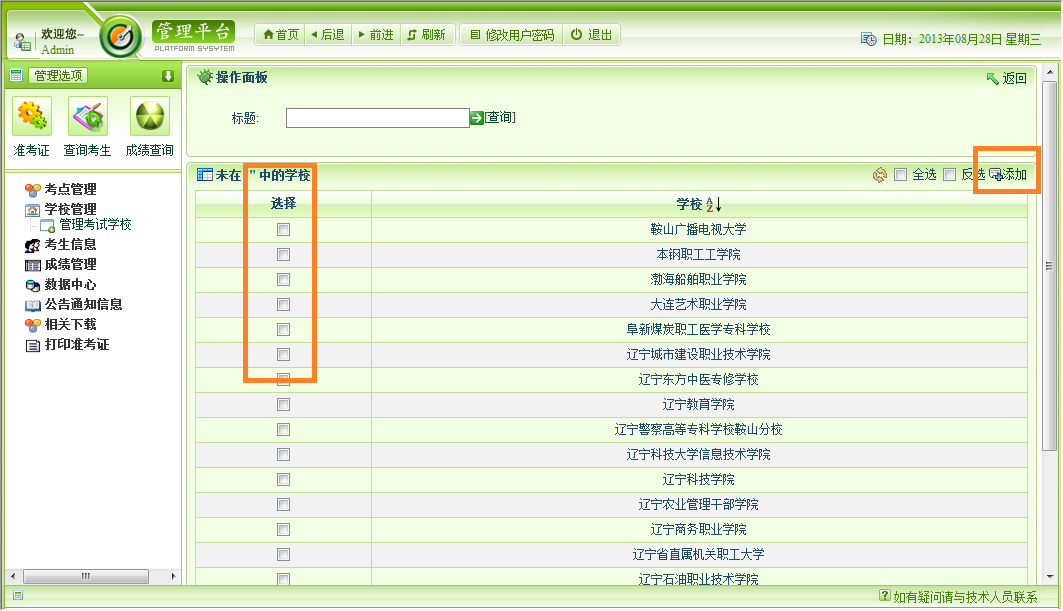 欢迎您–
Admin
管理平台
PLATFORM SYSYTEM
首页 后退 前进 刷新 修改用户密码 退出
日期：2013年08月28日 星期三
管理选项
准考证 查询考生 成绩查询
考点管理
学校管理
管理考试学校
考生信息
成绩管理
数据中心
公告通知信息
相关下载
打印准考证
操作面板
返回
标题:
[查询]
未在 '' 中的学校
全选 反选 添加
选择 学校
鞍山广播电视大学
本钢职工工学院
渤海船舶职业学院
大连艺术职业学院
阜新煤炭职工医学专科学校
辽宁城市建设职业技术学院
辽宁东方中医专修学校
辽宁教育学院
辽宁警察高等专科学校鞍山分校
辽宁科技大学信息技术学院
辽宁科技学院
辽宁农业管理干部学院
辽宁商务职业学院
辽宁省直属机关职工大学
辽宁石油职业技术学院
如有疑问请与技术人员联系